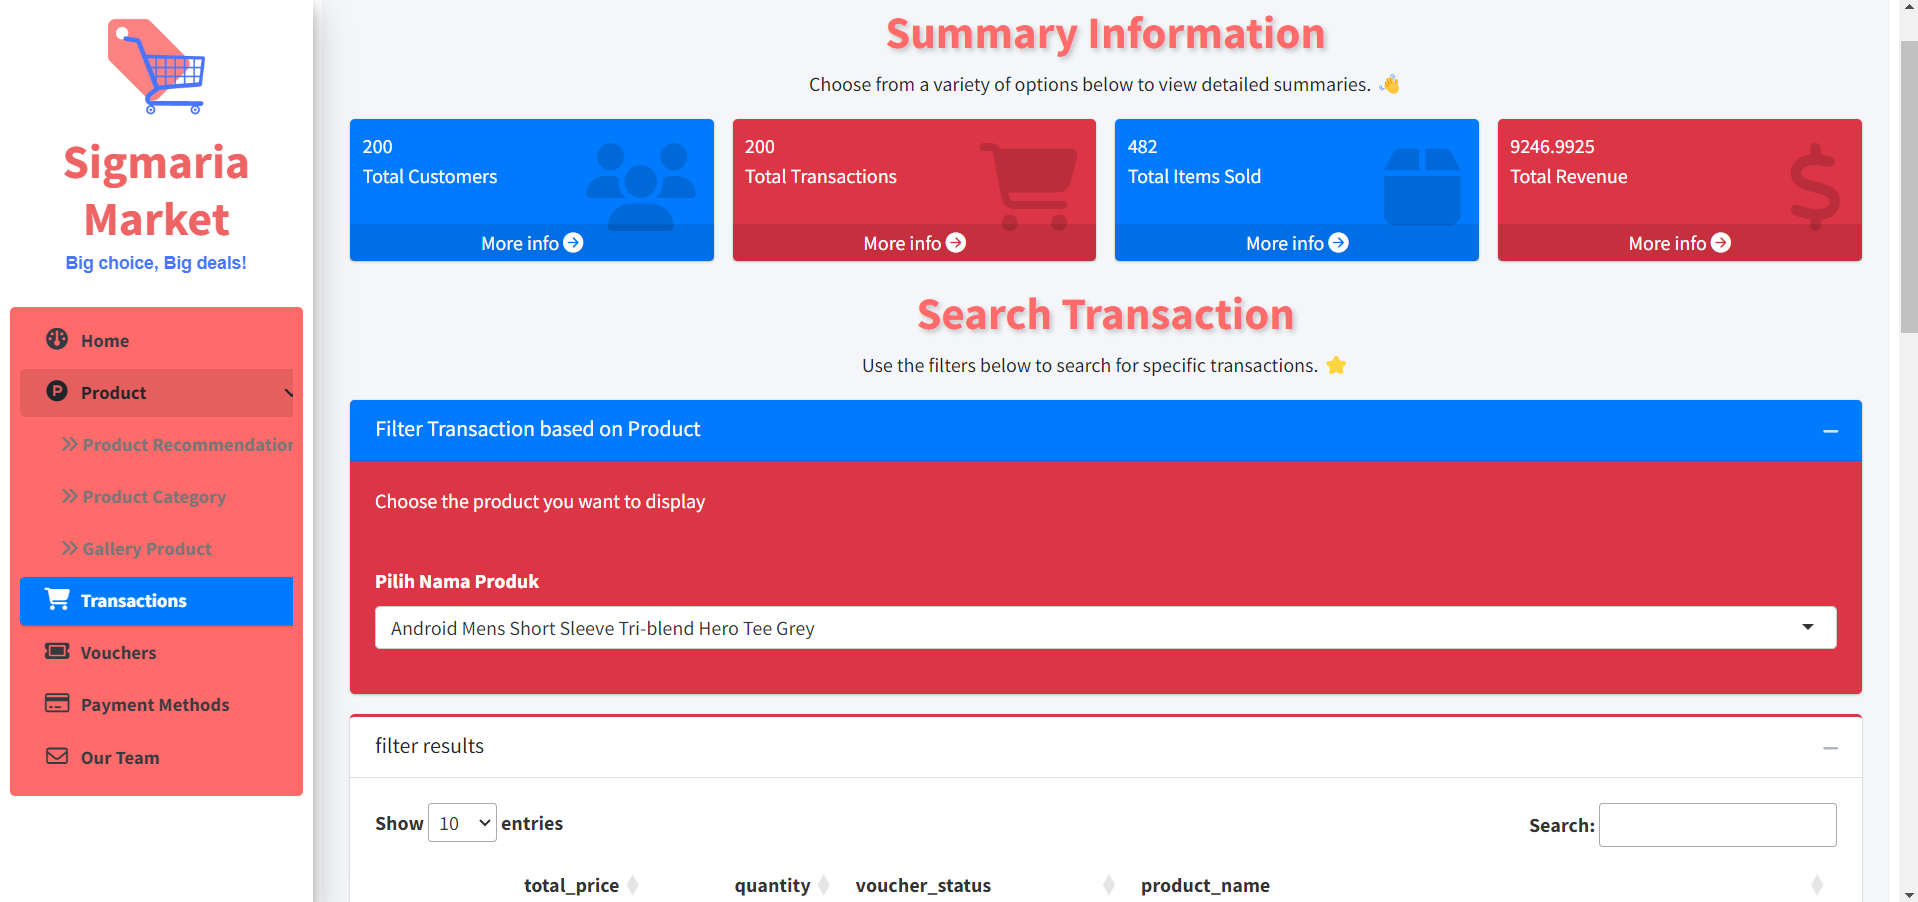 Sigmaria
Market
Big choice, Big deals!
Home
Product
Product Recommendation
Product Category
Gallery Product
Transactions
Vouchers
Payment Methods
Our Team
Summary Information
Choose from a variety of options below to view detailed summaries. 👋
200
Total Customers
More info
200
Total Transactions
More info
482
Total Items Sold
More info
9246.9925
Total Revenue
More info
Search Transaction
Use the filters below to search for specific transactions. ⭐
Filter Transaction based on Product
Choose the product you want to display
Pilih Nama Produk
Android Mens Short Sleeve Tri-blend Hero Tee Grey
filter results
Show 10 entries
Search:
total_price quantity voucher_status product_name